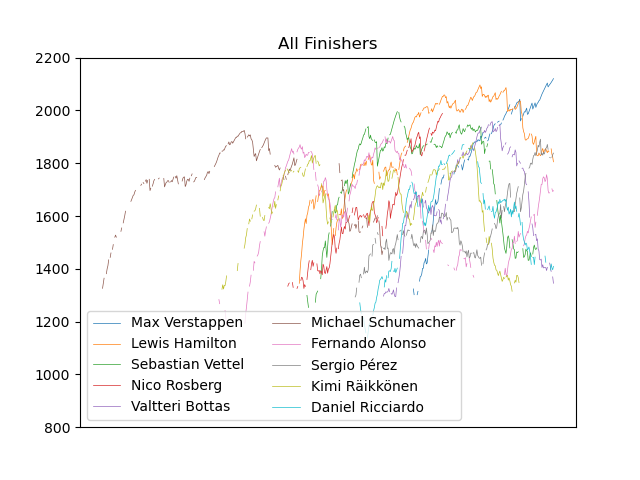 All Finishers
2200
2000
1800
1600
1400
1200
1000
800
Max Verstappen
Lewis Hamilton
Sebastian Vettel
Nico Rosberg
Valtteri Bottas
Michael Schumacher
Fernando Alonso
Sergio Pérez
Kimi Räikkönen
Daniel Ricciardo